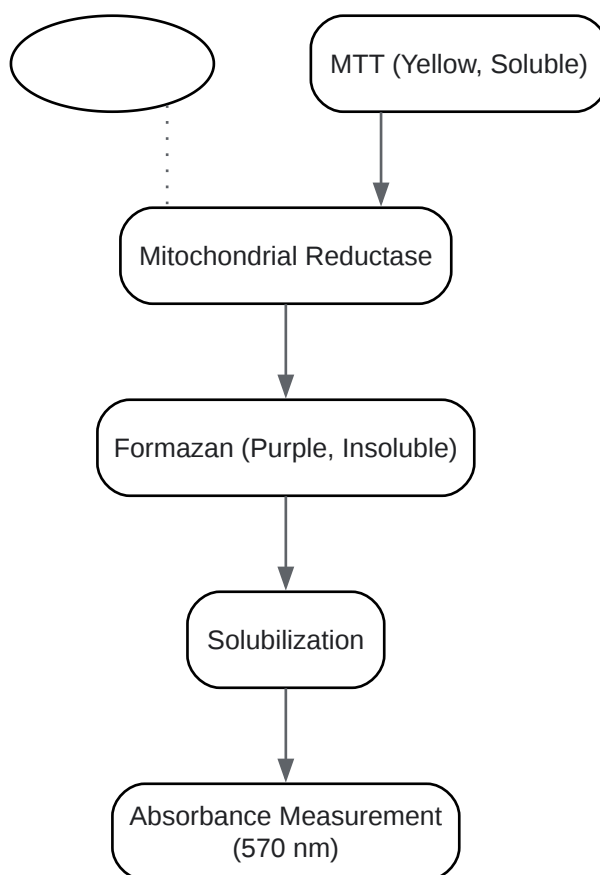 MTT (Yellow, Soluble)
Mitochondrial Reductase
Formazan (Purple, Insoluble)
Solubilization
Absorbance Measurement
(570 nm)